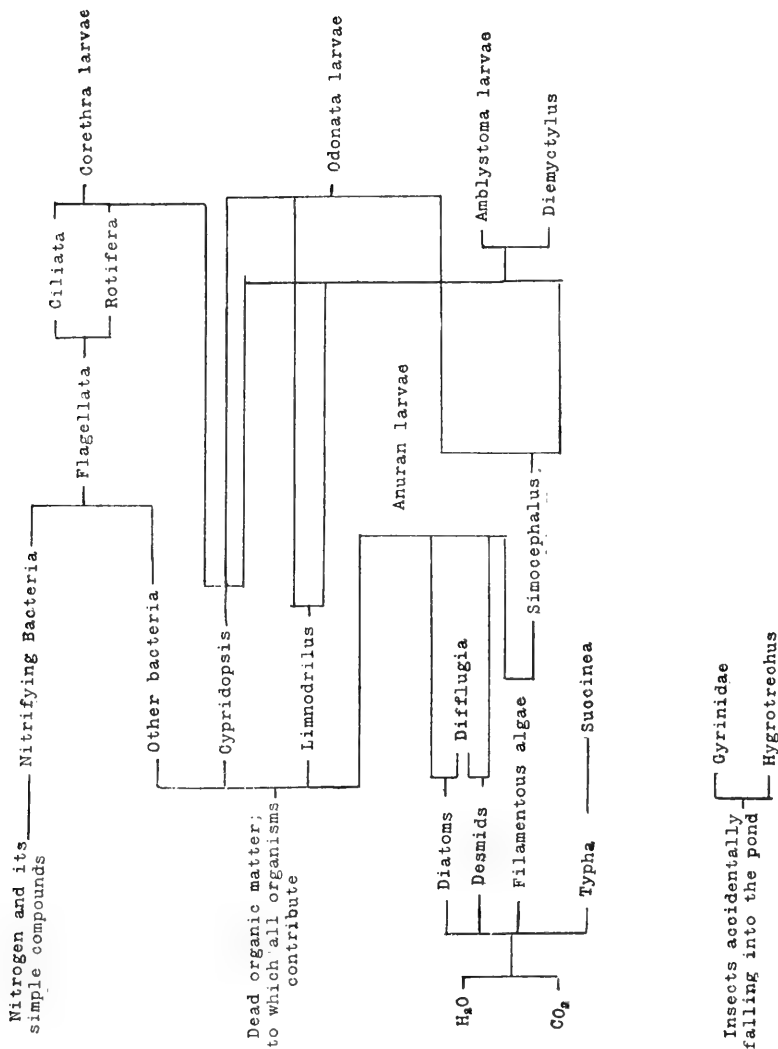 Nitrogen and its
simple compounds
Nitrifying Bacteria
Other bacteria
Flagellata
Ciliata
Rotifera
Corethra larvae
Dead organic matter;
to which all organisms
contribute
Cypridopsis
Limnodrilus
Odonata larvae
Anuran larvae
Amblystoma larvae
Diemyctylus
H₂O
CO₂
Diatoms
Desmids
Difflugia
Filamentous algae
Simocephalus
Typha
Succinea
Insects accidentally
falling into the pond
Gyrinidae
Hygrotrechus